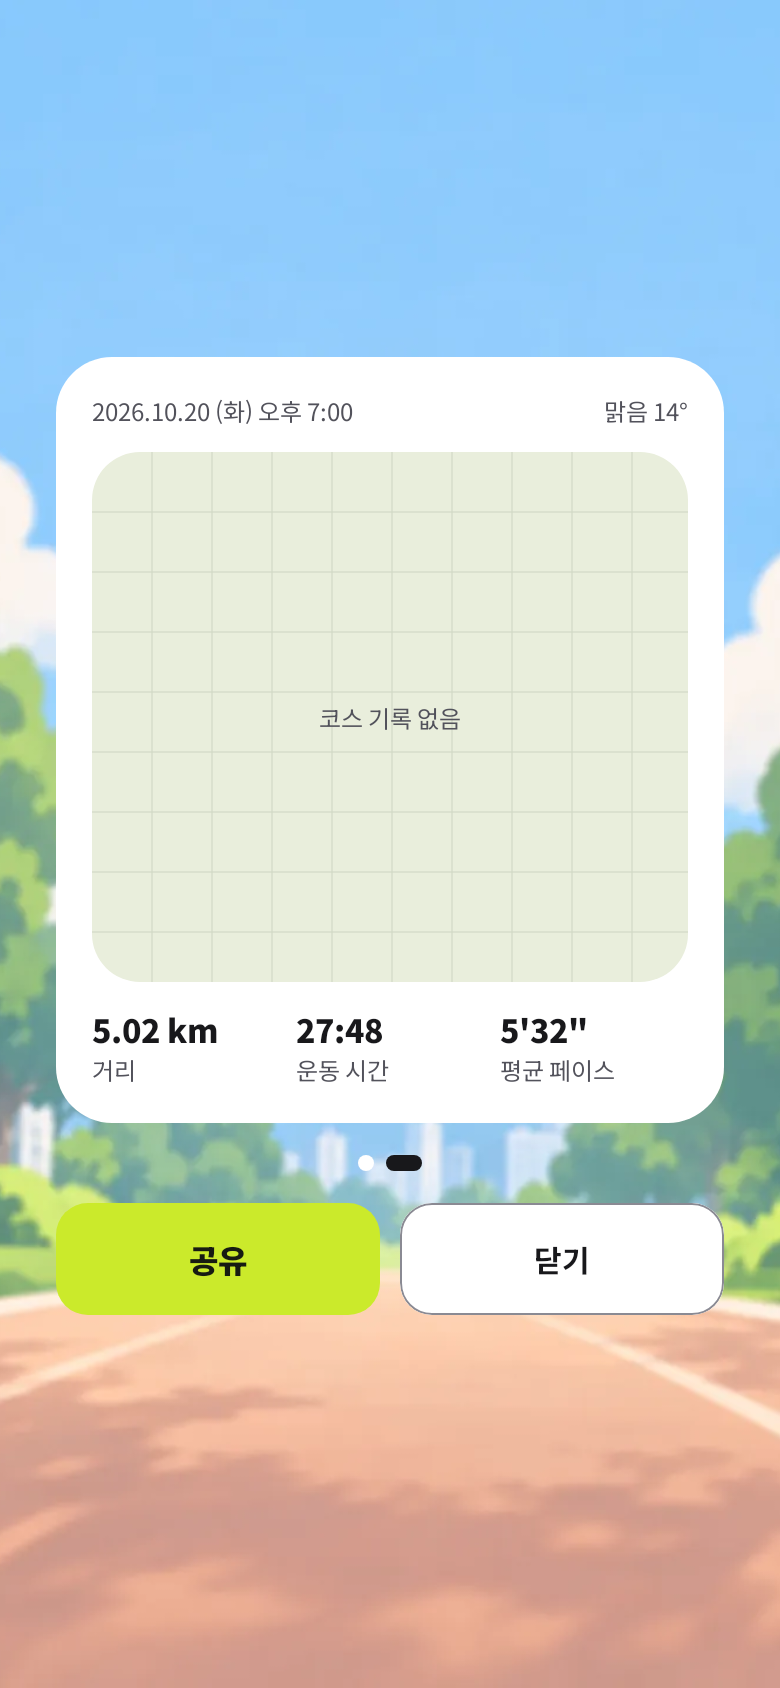 2026.10.20 (화) 오후 7:00 맑음 14°
코스 기록 없음
5.02 km 27:48 5'32"
거리 운동 시간 평균 페이스
공유 닫기